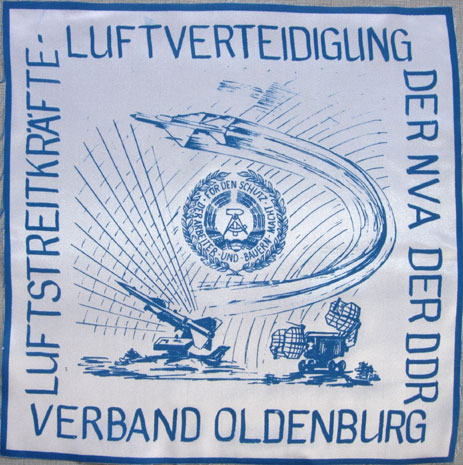 LUFTSTREITKRÄFTE-
LUFTVERTEIDIGUNG
DER NVA DER DDR
VERBAND OLDENBURG
FÜR DEN SCHUTZ
DER ARBEITER-UND-BAUERN-MACHT